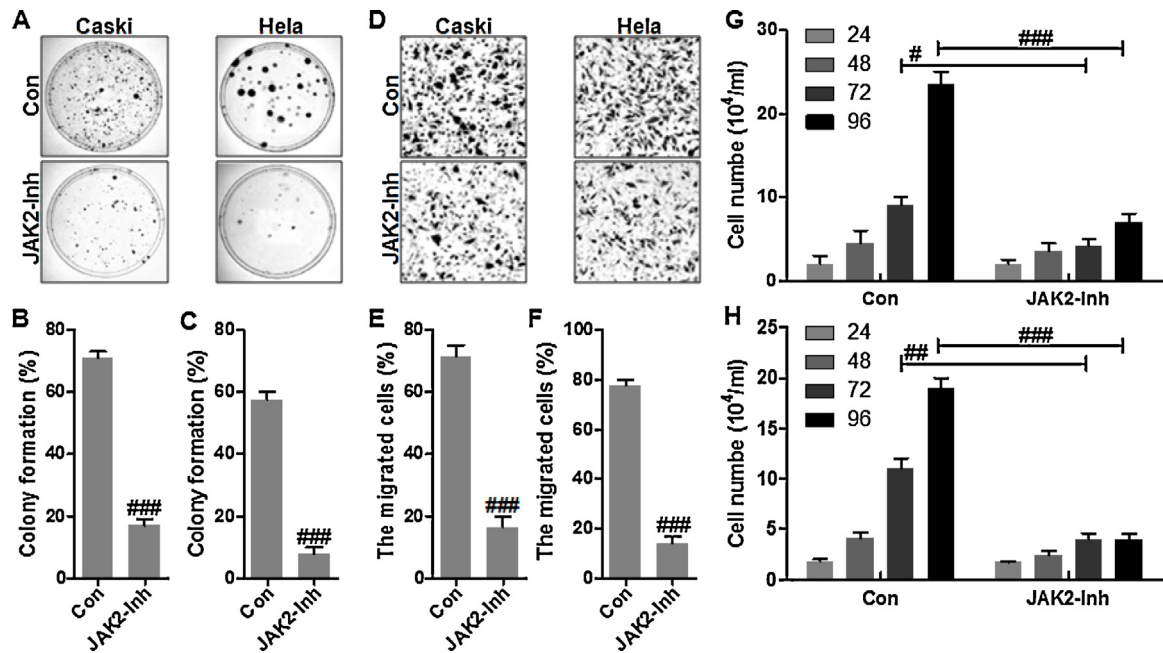 A
Caski
Hela
Con
JAK2-Inh
D
Caski
Hela
Con
JAK2-Inh
B
Colony formation (%)
80
60
40
20
0
###
Con
JAK2-Inh
C
Colony formation (%)
80
60
40
20
0
###
Con
JAK2-Inh
E
The migrated cells (%)
80
60
40
20
0
###
Con
JAK2-Inh
F
The migrated cells (%)
100
80
60
40
20
0
###
Con
JAK2-Inh
G
Cell numbe (10⁴/ml)
30
20
10
0
24
48
72
96
#
###
Con
JAK2-Inh
H
Cell numbe (10⁴/ml)
25
20
15
10
5
0
24
48
72
96
##
###
Con
JAK2-Inh